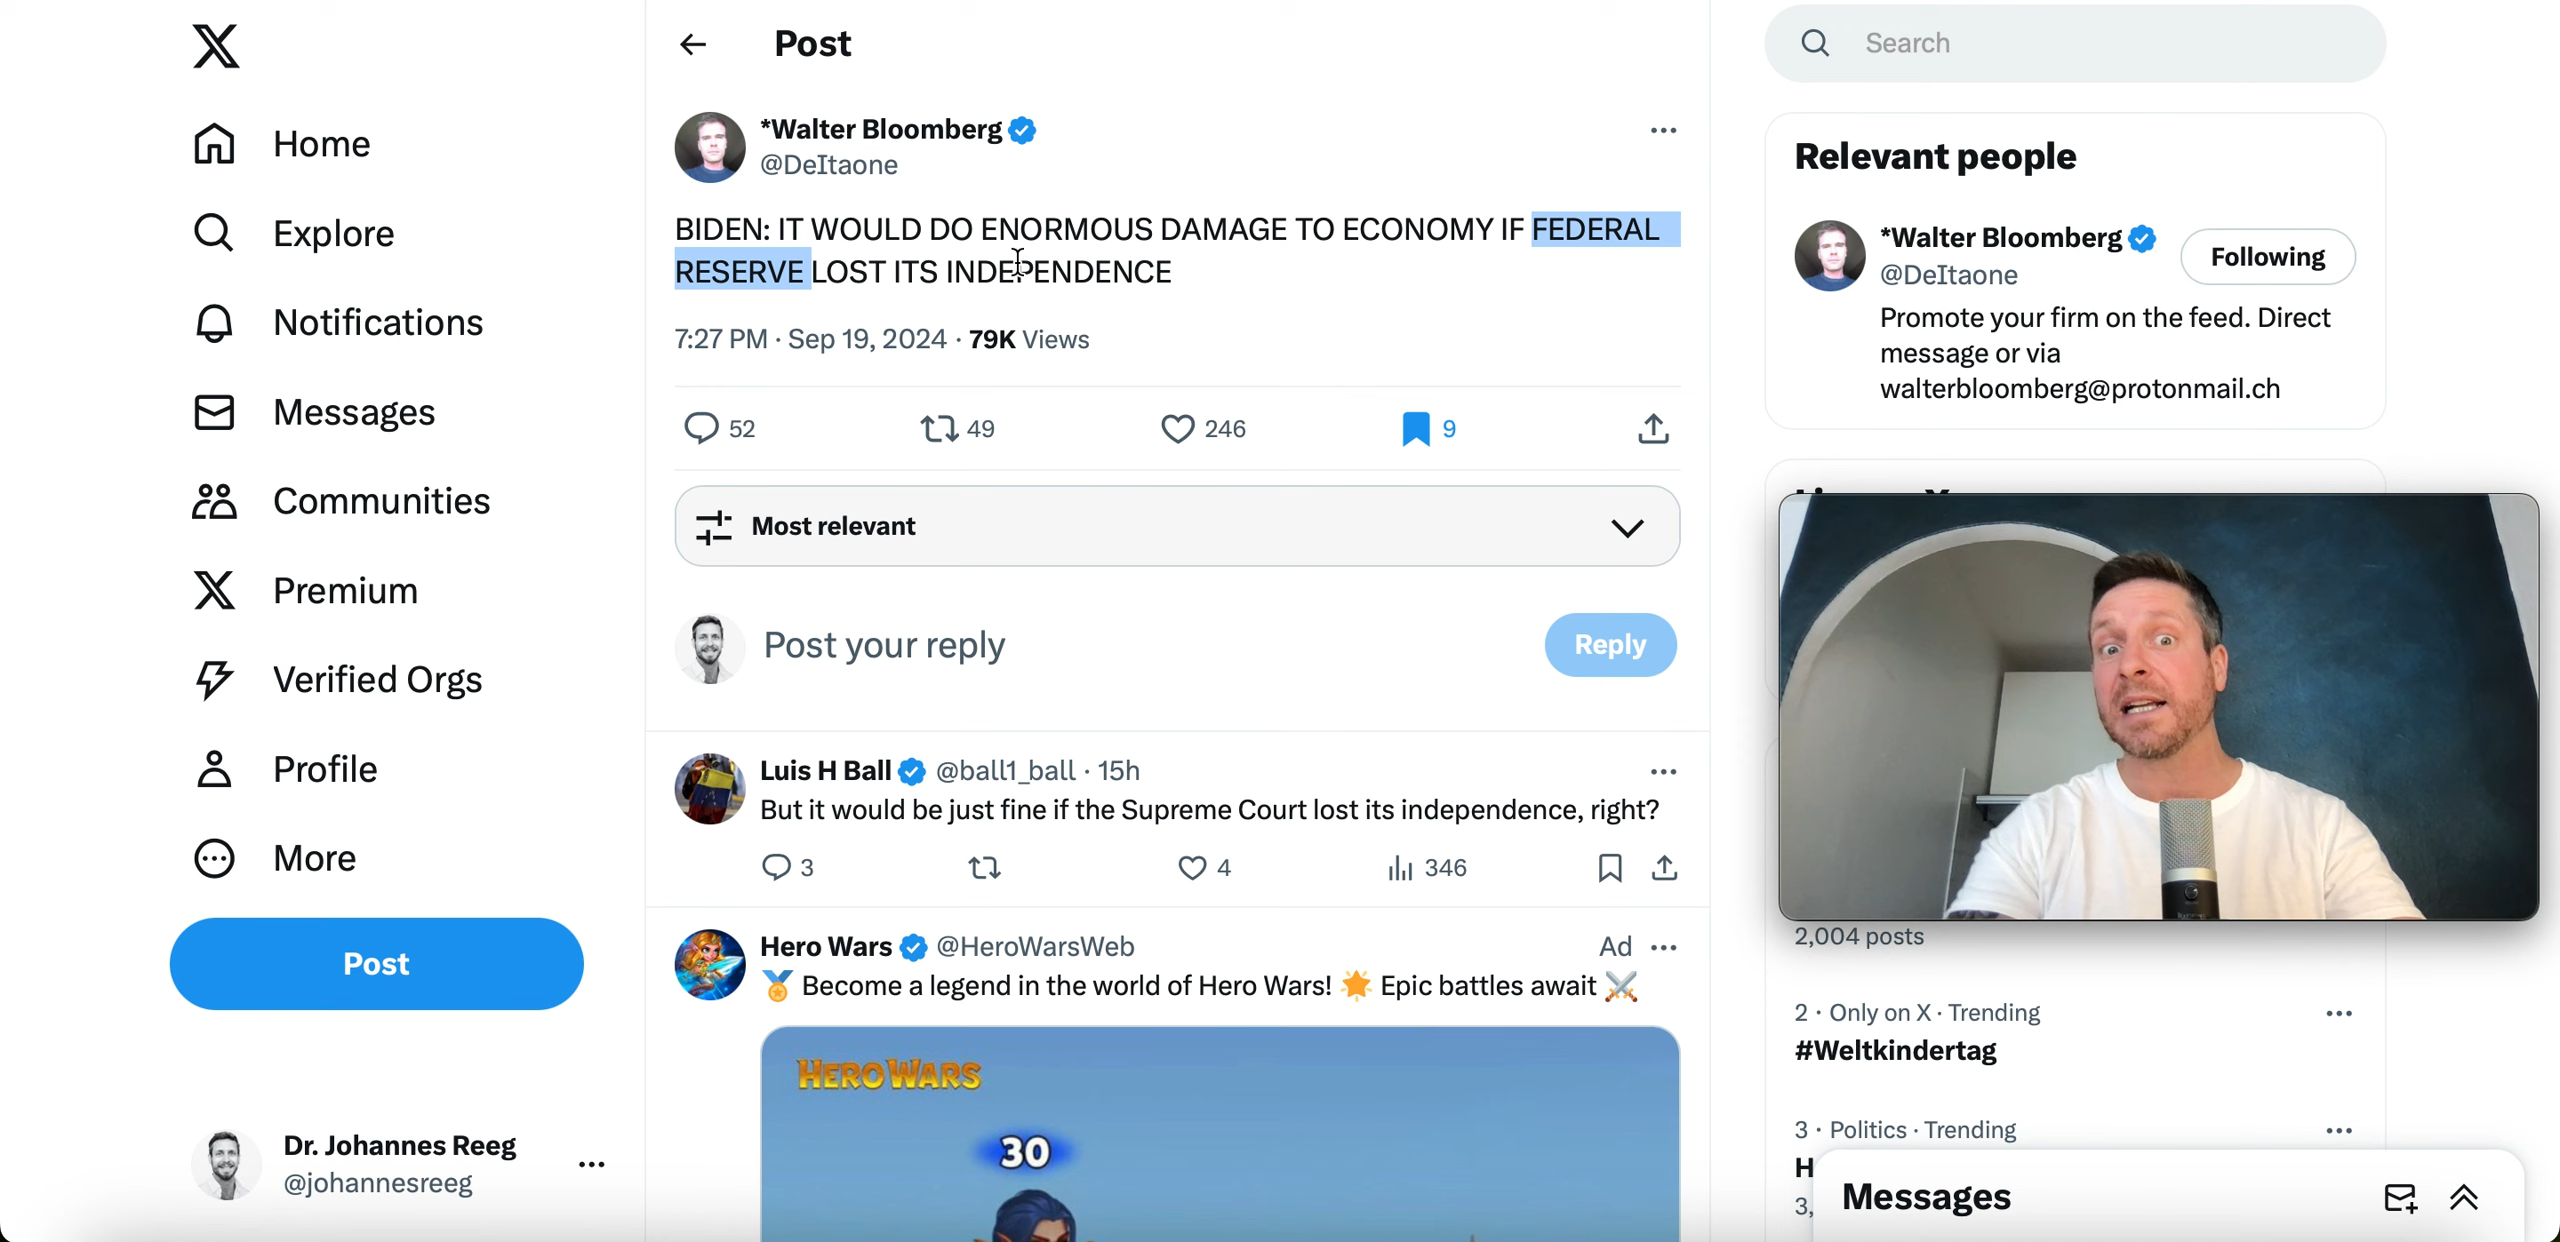 Home
Explore
Notifications
Messages
Communities
Premium
Verified Orgs
Profile
More
Post
Dr. Johannes Reeg
@johannesreeg
Post
*Walter Bloomberg
@DeItaone
BIDEN: IT WOULD DO ENORMOUS DAMAGE TO ECONOMY IF FEDERAL
RESERVE LOST ITS INDEPENDENCE
7:27 PM · Sep 19, 2024 · 79K Views
52 49 246 9
Most relevant
Post your reply
Reply
Luis H Ball @ball1_ball · 15h
But it would be just fine if the Supreme Court lost its independence, right?
3 4 346
Hero Wars @HeroWarsWeb Ad
Become a legend in the world of Hero Wars! Epic battles await
HERO WARS
30
Search
Relevant people
*Walter Bloomberg
@DeItaone
Following
Promote your firm on the feed. Direct
message or via
walterbloomberg@protonmail.ch
2,004 posts
2 · Only on X · Trending
#Weltkindertag
3 · Politics · Trending
Messages